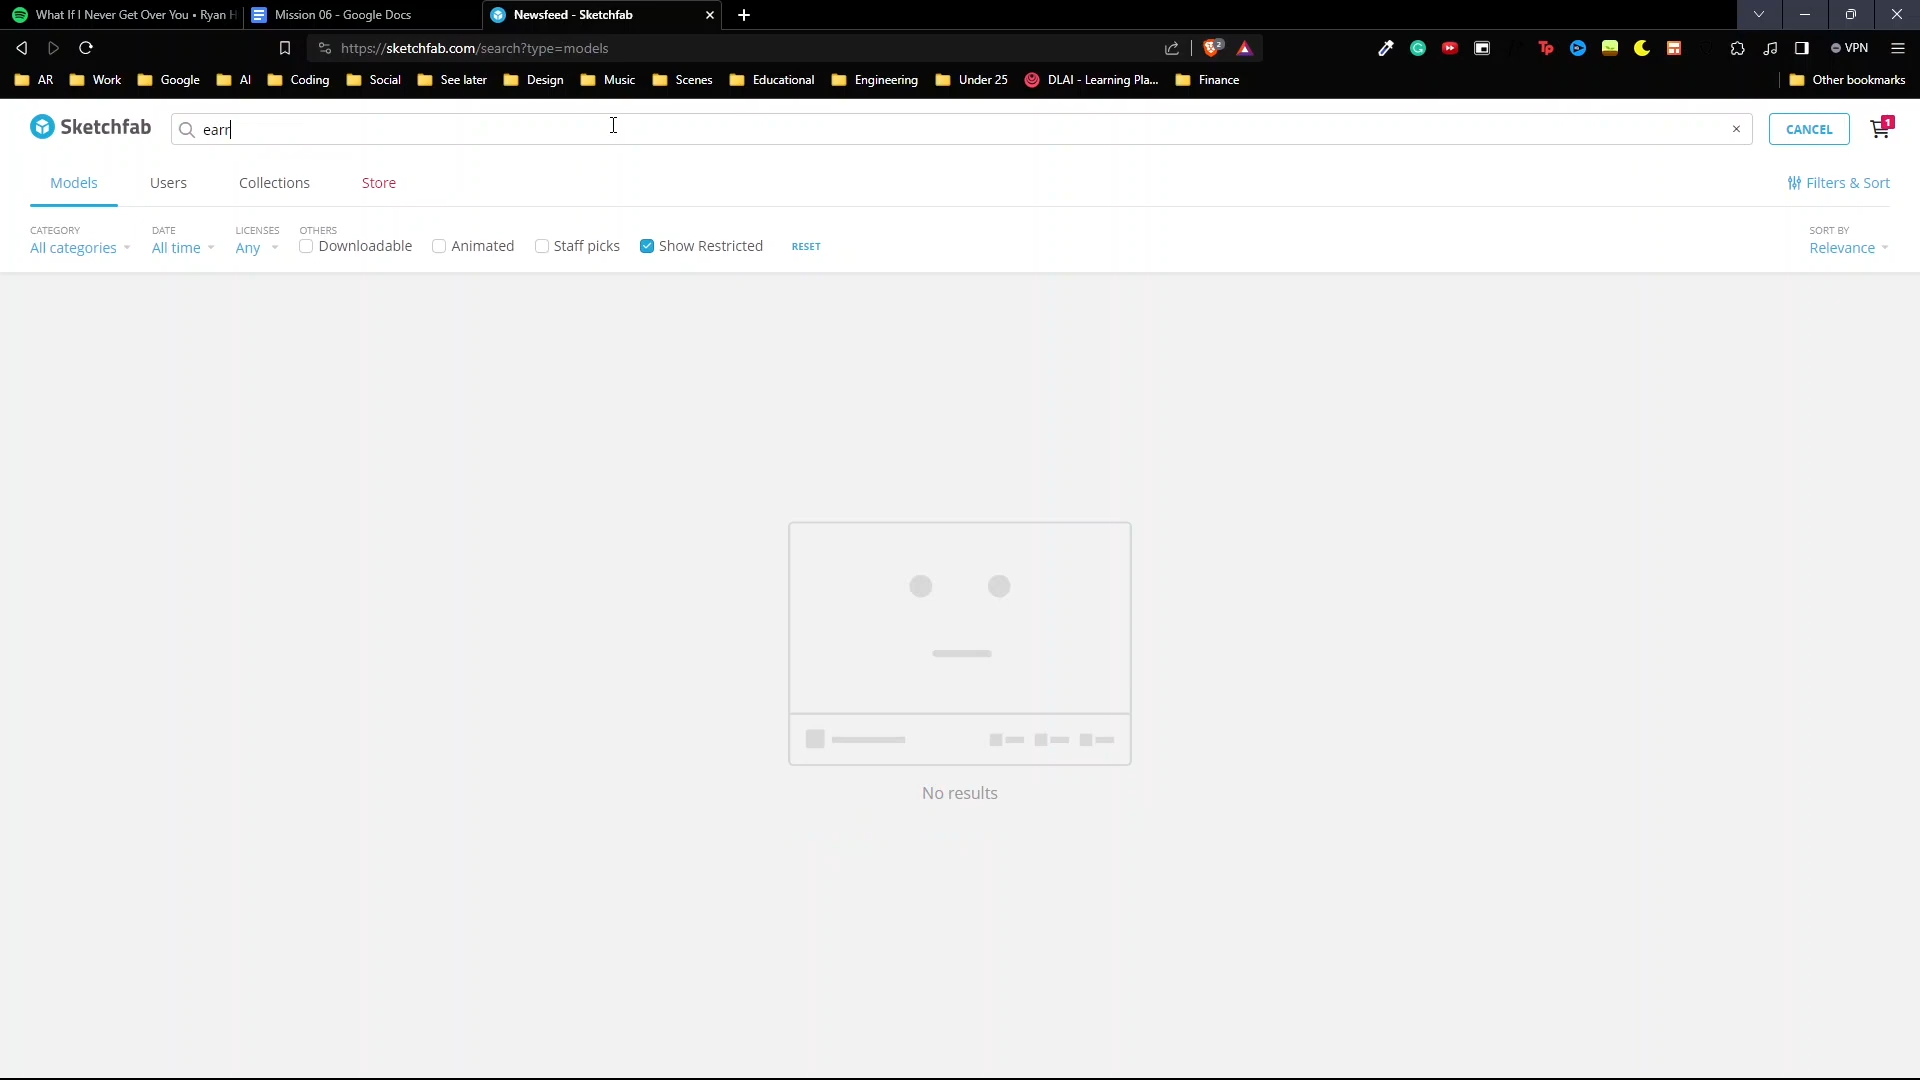 What If I Never Get Over You • Ryan H
Mission 06 - Google Docs
Newsfeed - Sketchfab
https://sketchfab.com/search?type=models
2
Tp
VPN
AR
Work
Google
AI
Coding
Social
See later
Design
Music
Scenes
Educational
Engineering
Under 25
DLAI - Learning Pla...
Finance
Other bookmarks
Sketchfab
earr
CANCEL
1
Models
Users
Collections
Store
Filters & Sort
CATEGORY
All categories
DATE
All time
LICENSES
Any
OTHERS
Downloadable
Animated
Staff picks
Show Restricted
RESET
SORT BY
Relevance
No results